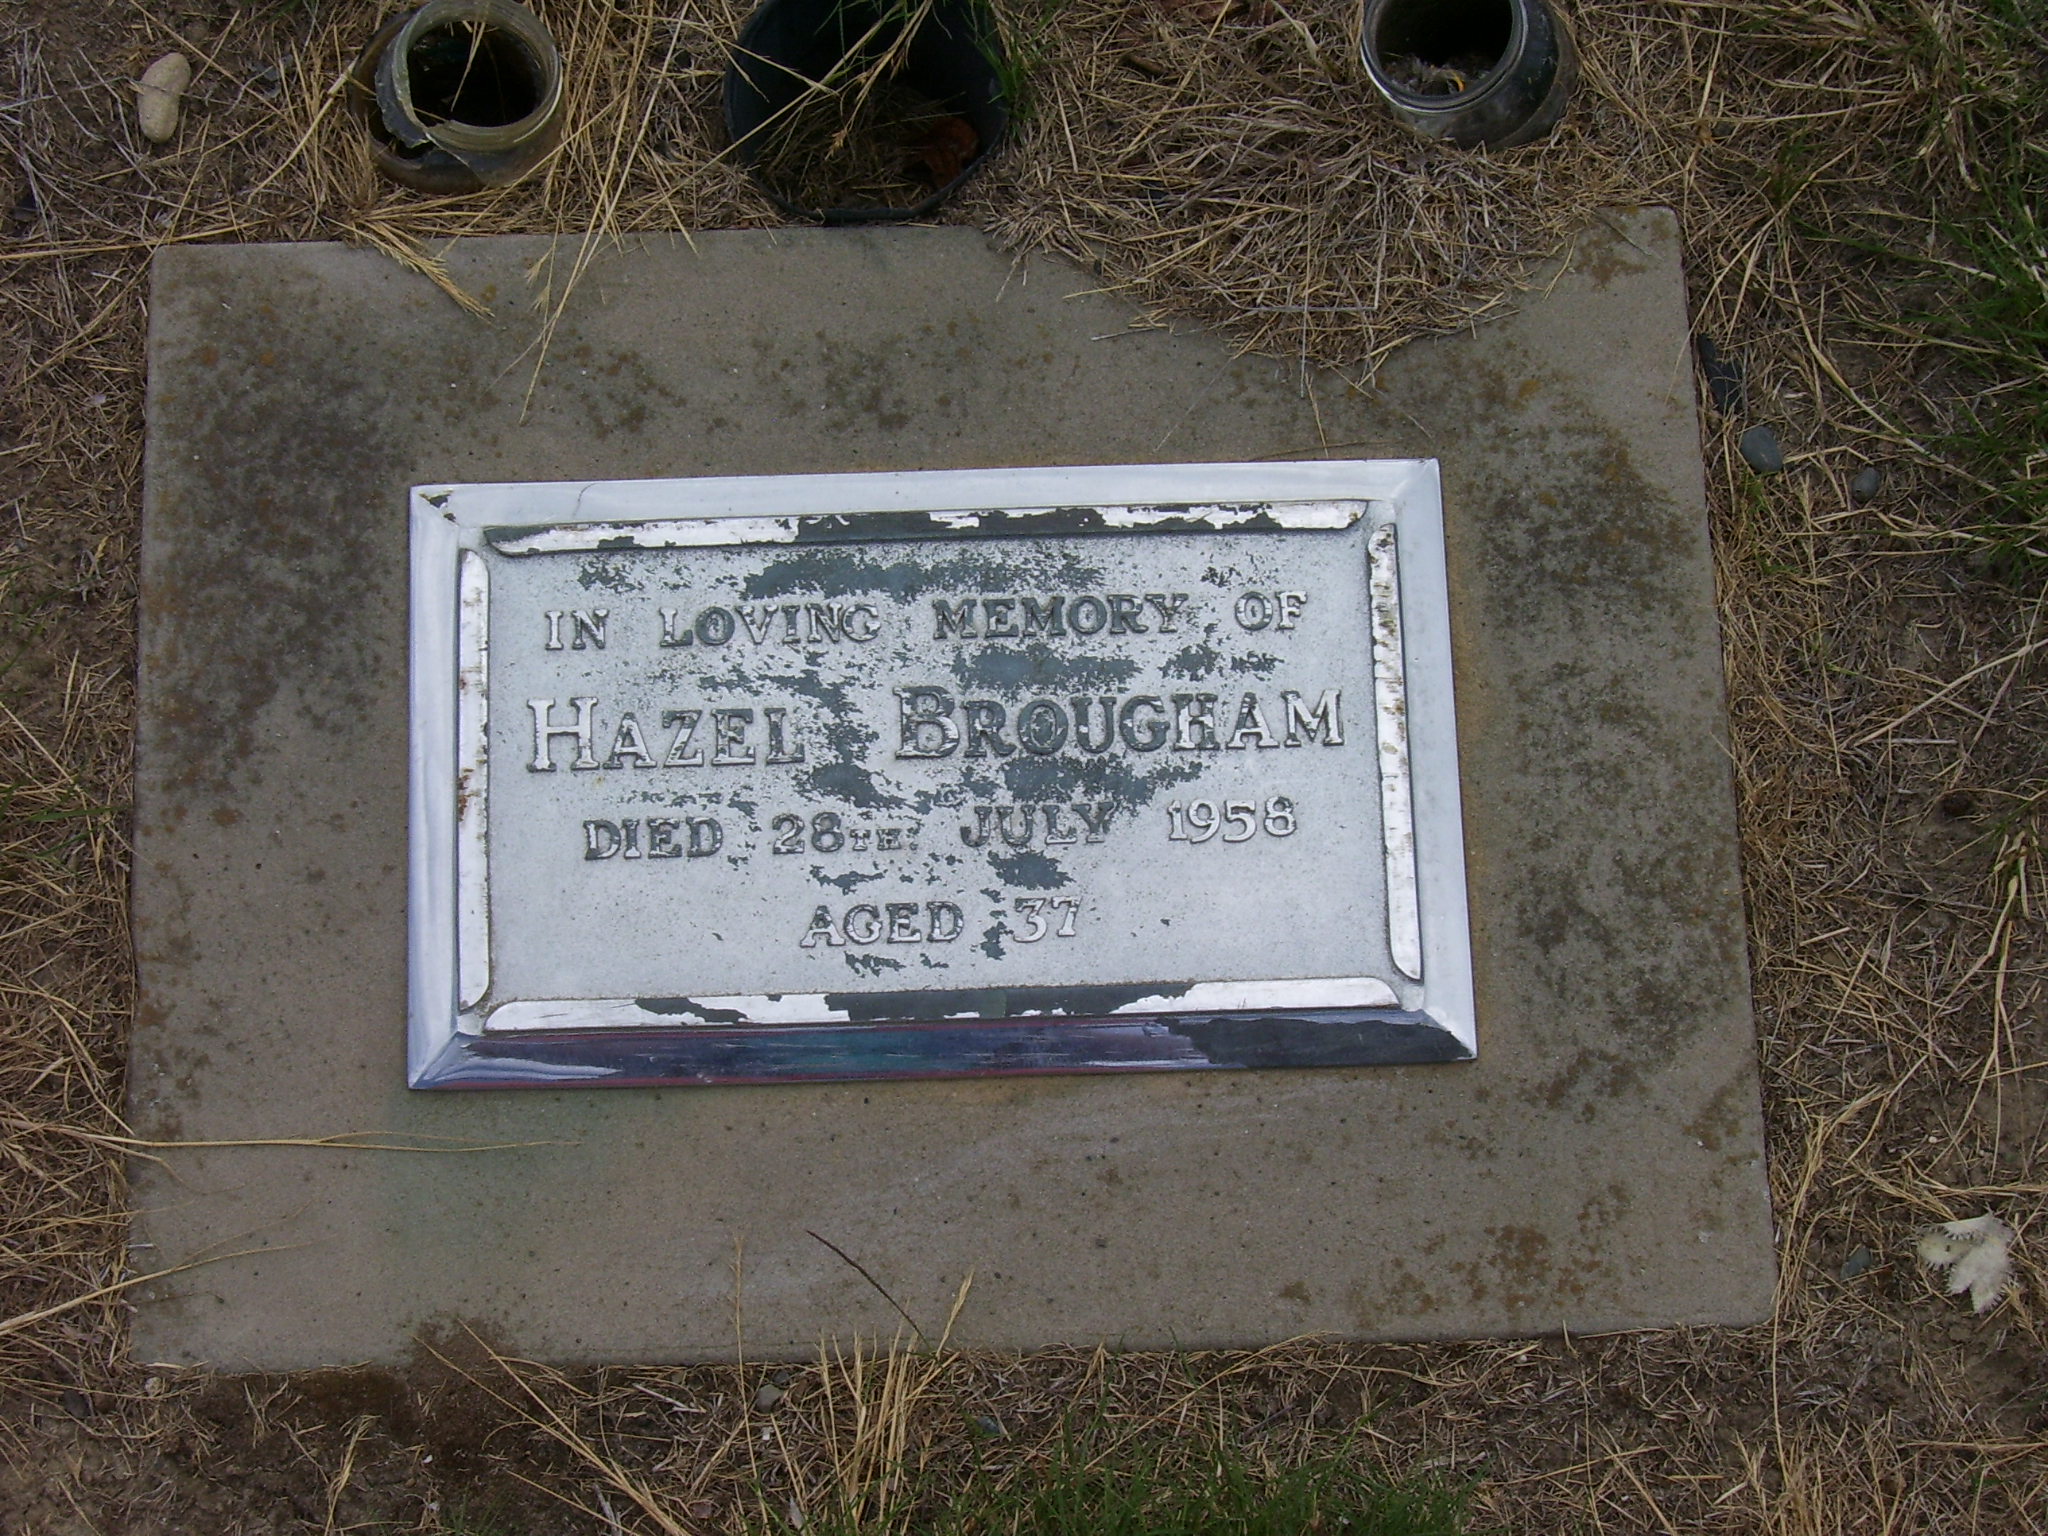 IN LOVING MEMORY OF
HAZEL BROUGHAM
DIED 28TH. JULY 1958
AGED 37